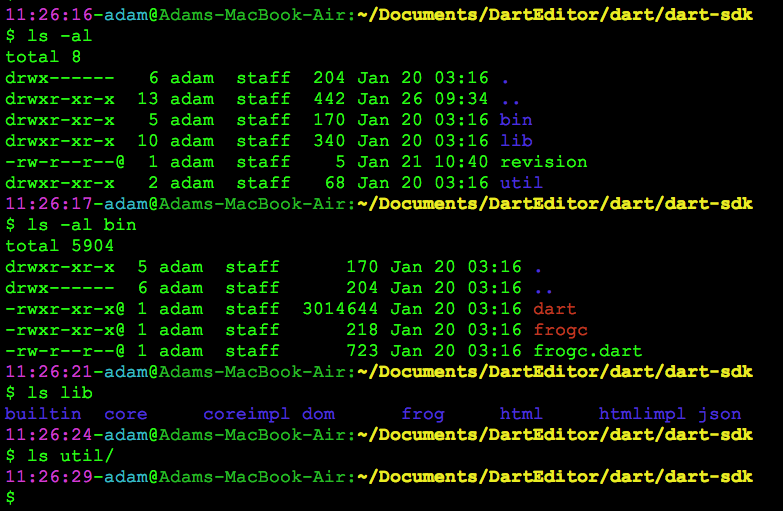 11:26:16-adam@Adams-MacBook-Air:~/Documents/DartEditor/dart/dart-sdk
$ ls -al
total 8
drwx------   6 adam  staff  204 Jan 20 03:16 .
drwxr-xr-x  13 adam  staff  442 Jan 26 09:34 ..
drwxr-xr-x   5 adam  staff  170 Jan 20 03:16 bin
drwxr-xr-x  10 adam  staff  340 Jan 20 03:16 lib
-rw-r--r--@  1 adam  staff    5 Jan 21 10:40 revision
drwxr-xr-x   2 adam  staff   68 Jan 20 03:16 util
11:26:17-adam@Adams-MacBook-Air:~/Documents/DartEditor/dart/dart-sdk
$ ls -al bin
total 5904
drwxr-xr-x  5 adam  staff      170 Jan 20 03:16 .
drwx------  6 adam  staff      204 Jan 20 03:16 ..
-rwxr-xr-x@ 1 adam  staff  3014644 Jan 20 03:16 dart
-rwxr-xr-x@ 1 adam  staff      218 Jan 20 03:16 frogc
-rw-r--r--@ 1 adam  staff      723 Jan 20 03:16 frogc.dart
11:26:21-adam@Adams-MacBook-Air:~/Documents/DartEditor/dart/dart-sdk
$ ls lib
builtin  core     coreimpl dom      frog     html     htmlimpl json
11:26:24-adam@Adams-MacBook-Air:~/Documents/DartEditor/dart/dart-sdk
$ ls util/
11:26:29-adam@Adams-MacBook-Air:~/Documents/DartEditor/dart/dart-sdk
$